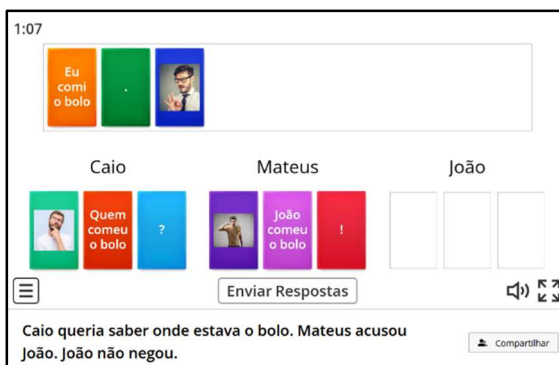 1:07
Eu
comi
o bolo
.
Caio
Mateus
João
Quem
comeu
o bolo
?
João
comeu
o bolo
!
Enviar Respostas
Caio queria saber onde estava o bolo. Mateus acusou
João. João não negou.
Compartilhar